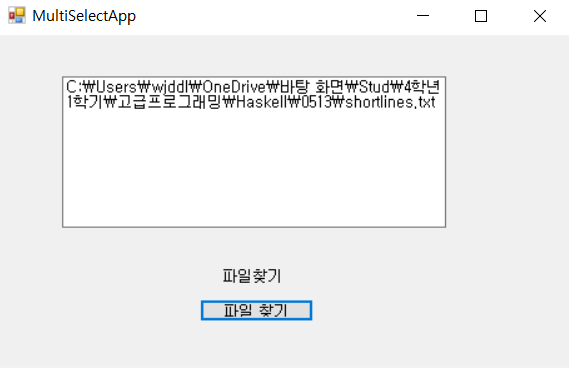 MultiSelectApp
C:₩Users₩wjddl₩OneDrive₩바탕 화면₩Stud₩4학년
1학기₩고급프로그래밍₩Haskell₩0513₩shortlines.txt
파일찾기
파일 찾기